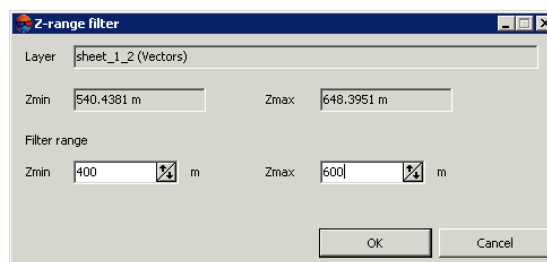 Z-range filter
Layer sheet_1_2 (Vectors)
Zmin 540.4381 m Zmax 648.3951 m
Filter range
Zmin 400 m Zmax 600 m
OK Cancel